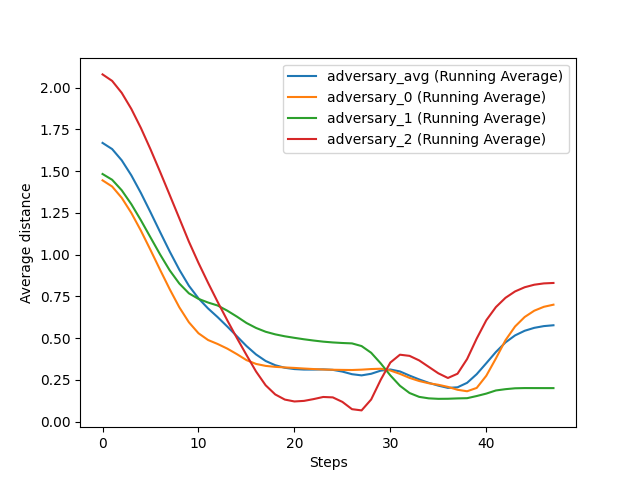 adversary_avg (Running Average)
adversary_0 (Running Average)
adversary_1 (Running Average)
adversary_2 (Running Average)
2.00
1.75
1.50
1.25
1.00
0.75
0.50
0.25
0.00
Average distance
0 10 20 30 40
Steps